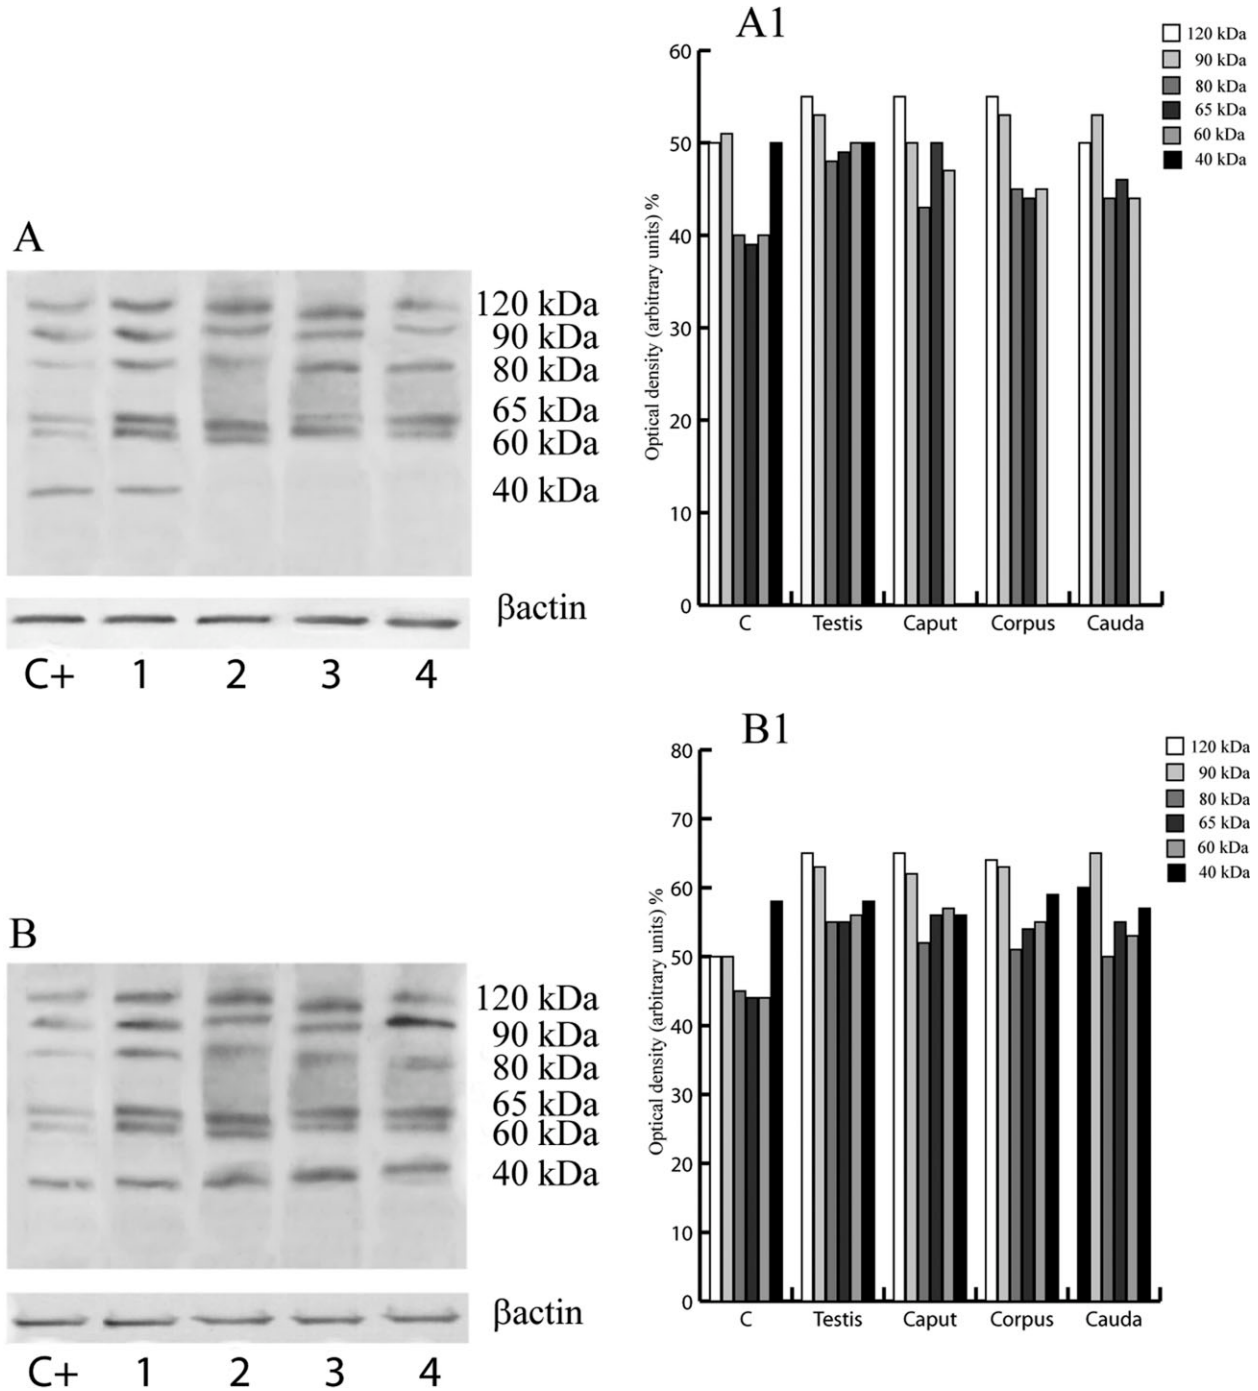 A
120 kDa
90 kDa
80 kDa
65 kDa
60 kDa
40 kDa
βactin
C+ 1 2 3 4
A1
120 kDa
90 kDa
80 kDa
65 kDa
60 kDa
40 kDa
Optical density (arbitrary units) %
60
50
40
30
20
10
0
C Testis Caput Corpus Cauda
B
120 kDa
90 kDa
80 kDa
65 kDa
60 kDa
40 kDa
βactin
C+ 1 2 3 4
B1
120 kDa
90 kDa
80 kDa
65 kDa
60 kDa
40 kDa
Optical density (arbitrary units) %
80
70
60
50
40
30
20
10
0
C Testis Caput Corpus Cauda